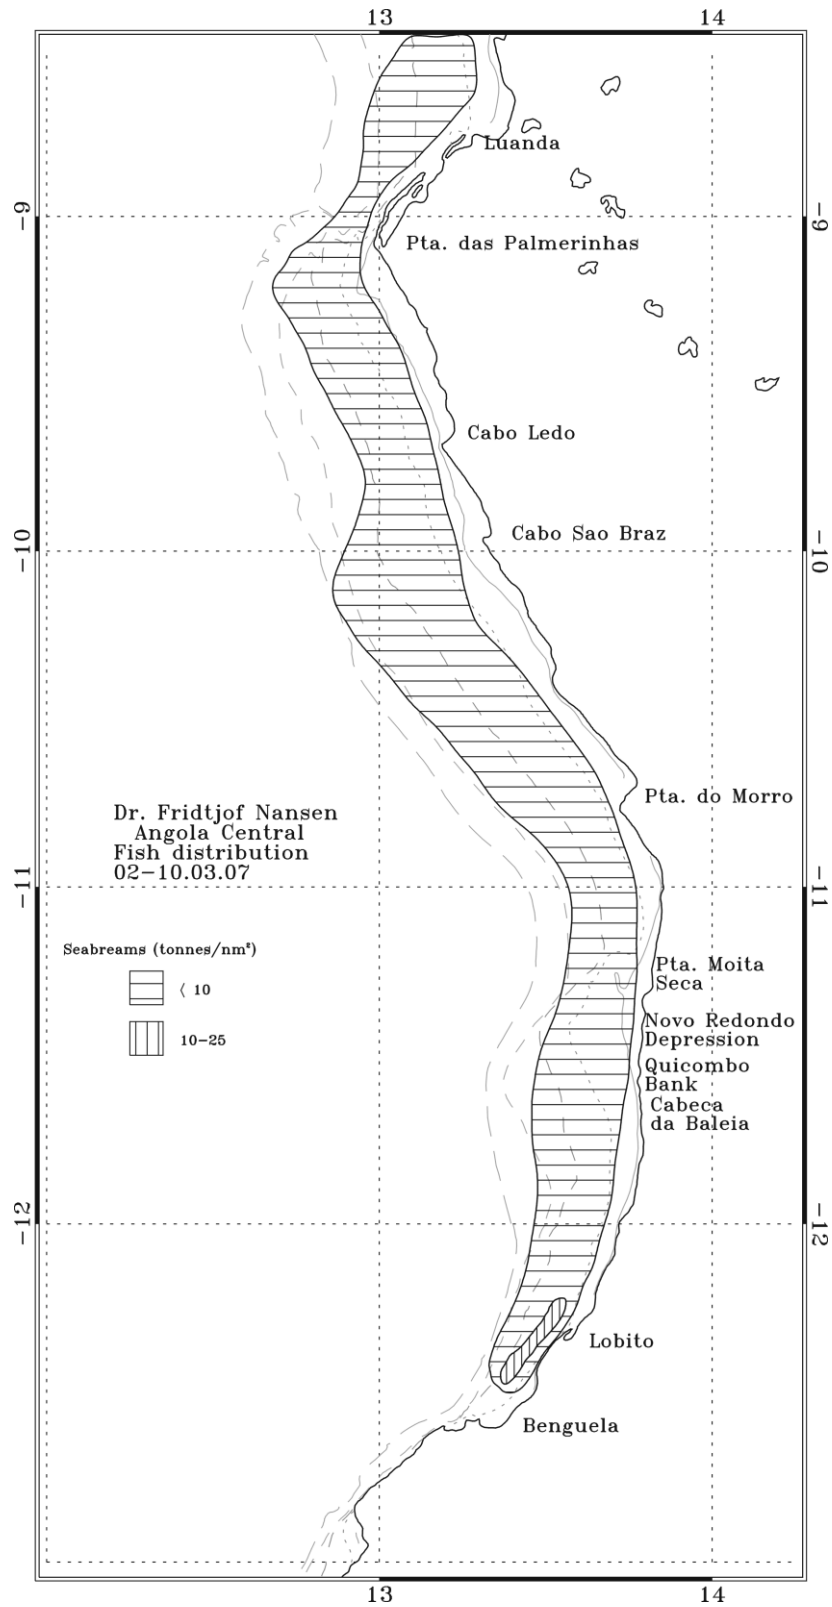 13 14
Luanda
-9 -9
Pta. das Palmerinhas
Cabo Ledo
Cabo Sao Braz
-10 -10
Pta. do Morro
Dr. Fridtjof Nansen
Angola Central
Fish distribution
02-10.03.07
-11 -11
Seabreams (tonnes/nm²)
< 10
10-25
Pta. Moita
Seca
Novo Redondo
Depression
Quicombo
Bank
Cabeca
da Baleia
-12 -12
Lobito
Benguela
13 14